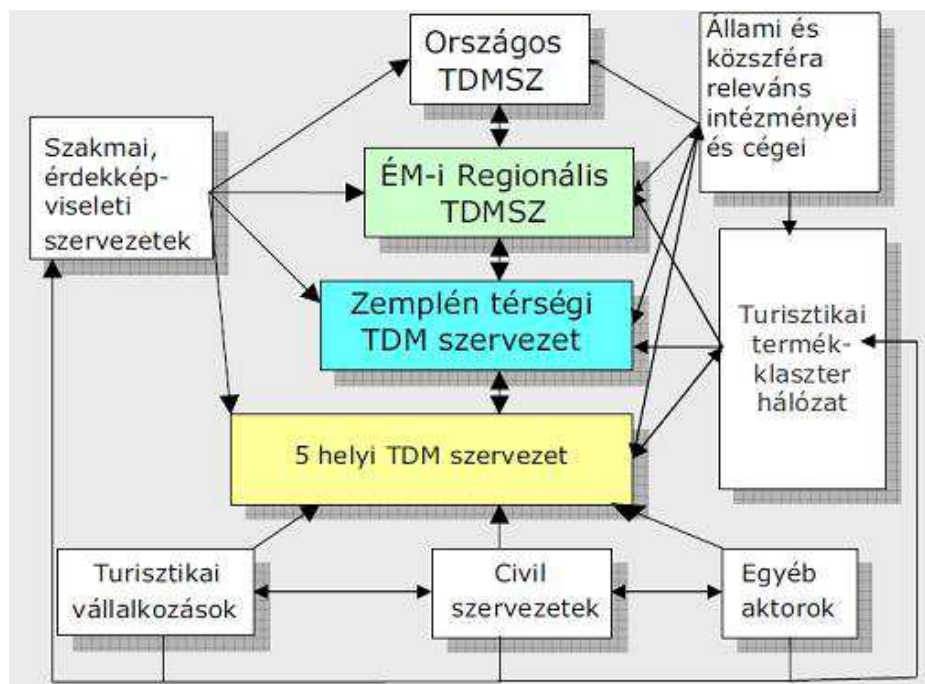 Országos
TDMSZ
Állami és
közszféra
releváns
intézményei
és cégei
Szakmai,
érdekkép-
viseleti
szervezetek
ÉM-i Regionális
TDMSZ
Zemplén térségi
TDM szervezet
Turisztikai
termék-
klaszter
hálózat
5 helyi TDM szervezet
Turisztikai
vállalkozások
Civil
szervezetek
Egyéb
aktorok